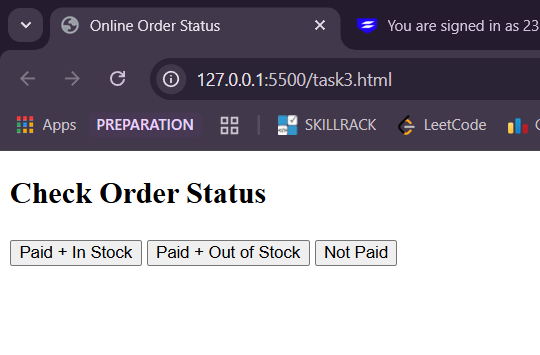 Online Order Status
You are signed in as 23
127.0.0.1:5500/task3.html
Apps PREPARATION SKILLRACK LeetCode
Check Order Status
Paid + In Stock Paid + Out of Stock Not Paid